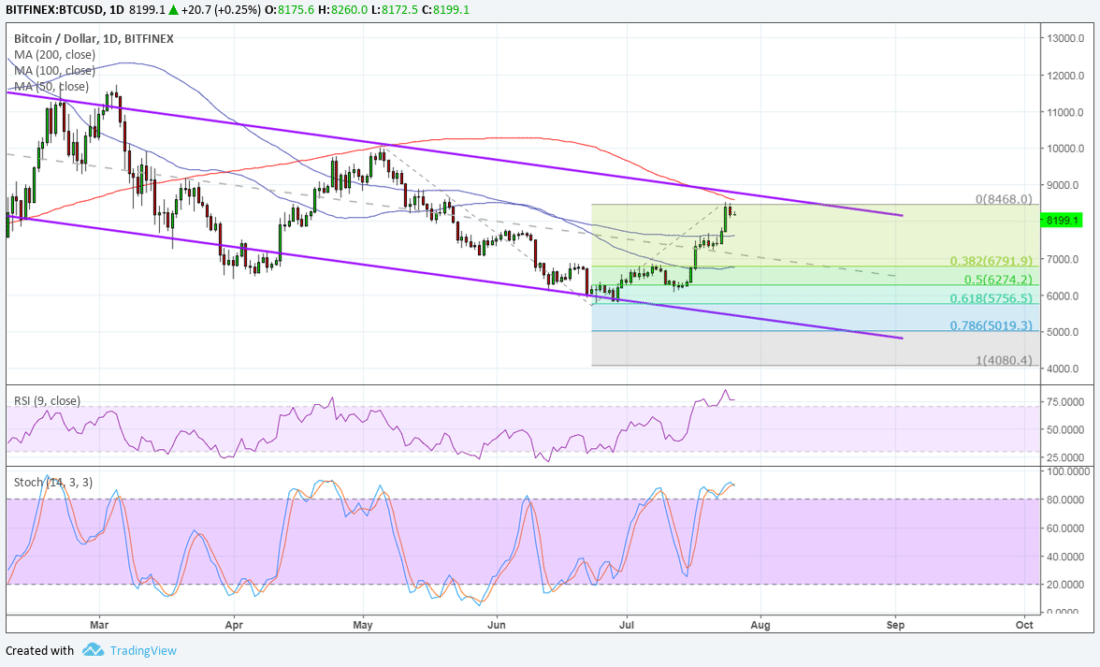 BITFINEX:BTCUSD, 1D 8199.1 ▲ +20.7 (+0.25%) O:8175.6 H:8260.0 L:8172.5 C:8199.1
Bitcoin / Dollar, 1D, BITFINEX
MA (200, close)
MA (100, close)
MA (50, close)
13000.0
12000.0
11000.0
10000.0
9000.0
8199.1
7000.0
6000.0
5000.0
4000.0
0(8468.0)
0.382(6791.9)
0.5(6274.2)
0.618(5756.5)
0.786(5019.3)
1(4080.4)
RSI (9, close)
75.0000
50.0000
25.0000
Stoch (14, 3, 3)
100.0000
80.0000
60.0000
40.0000
20.0000
0.0000
Mar Apr May Jun Jul Aug Sep Oct
Created with TradingView